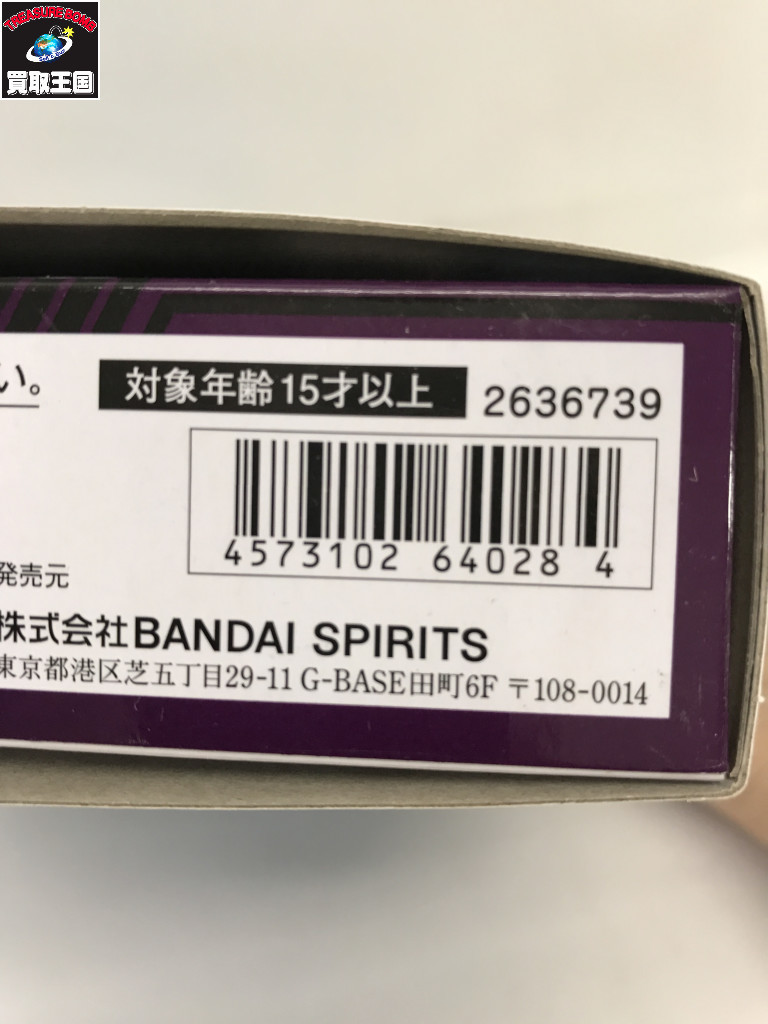 TREASURE BOMB
買取王国
い。
対象年齢15才以上
2636739
4573102 64028 4
発売元
株式会社BANDAI SPIRITS
東京都港区芝五丁目29-11 G-BASE田町6F 〒108-0014